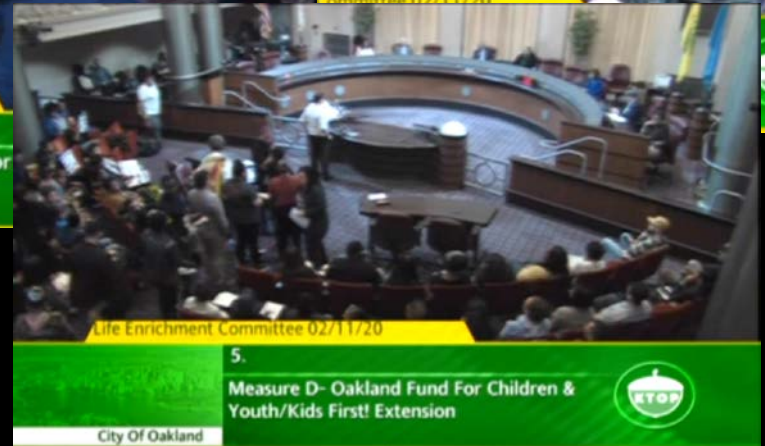 Life Enrichment Committee 02/11/20
5.
Measure D- Oakland Fund For Children &
Youth/Kids First! Extension
KTOP
City Of Oakland